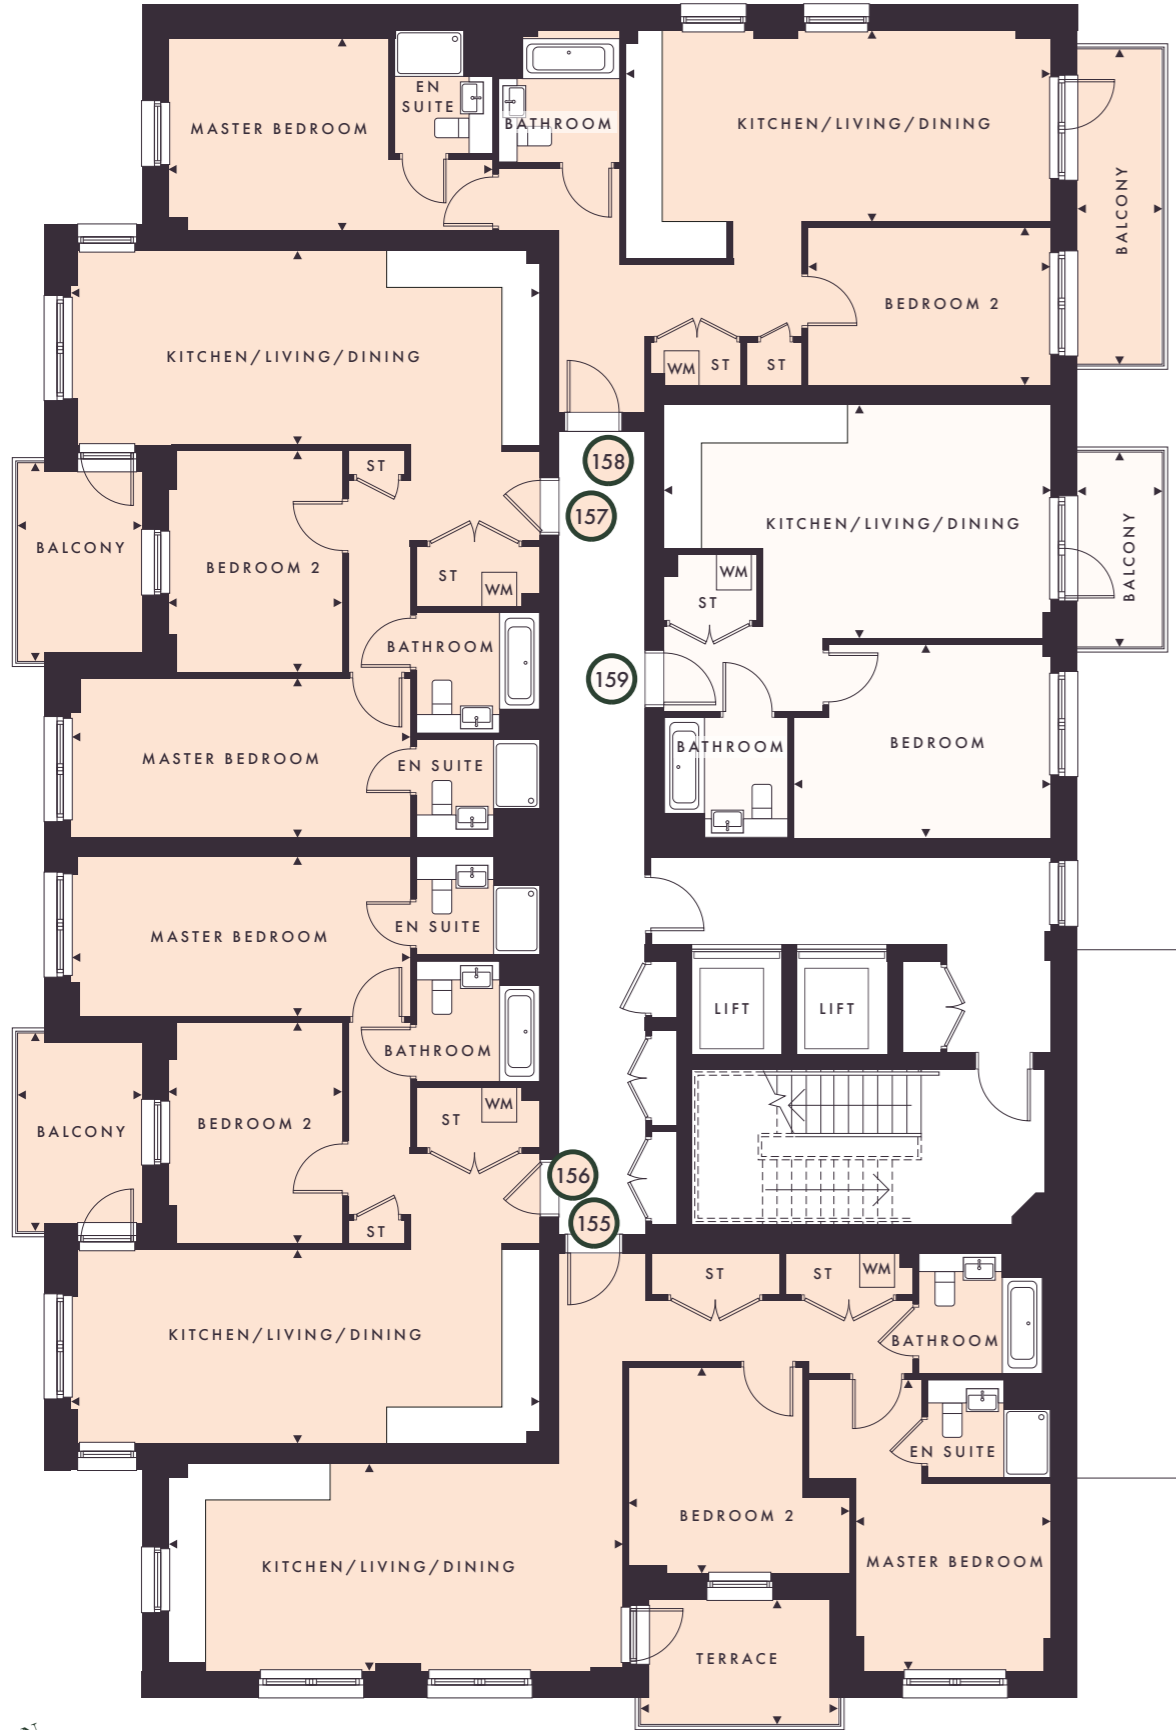 EN
SUITE
MASTER BEDROOM
BATHROOM
KITCHEN/LIVING/DINING
BALCONY
BEDROOM 2
WM
ST
ST
KITCHEN/LIVING/DINING
158
157
ST
BALCONY
BEDROOM 2
ST
WM
BATHROOM
MASTER BEDROOM
EN SUITE
KITCHEN/LIVING/DINING
BALCONY
WM
ST
159
BATHROOM
BEDROOM
MASTER BEDROOM
EN SUITE
BATHROOM
LIFT
LIFT
BALCONY
BEDROOM 2
ST
WM
156
155
ST
KITCHEN/LIVING/DINING
ST
ST
WM
BATHROOM
EN SUITE
BEDROOM 2
MASTER BEDROOM
KITCHEN/LIVING/DINING
TERRACE